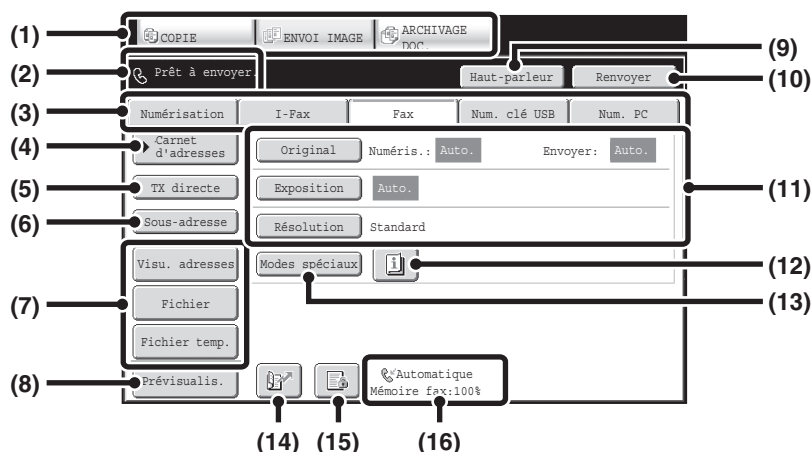 (1) COPIE ENVOI IMAGE ARCHIVAGE
DOC.
(9)
(2) Prêt à envoyer. Haut-parleur Renvoyer (10)
(3) Numérisation I-Fax Fax Num. clé USB Num. PC
(4) Carnet
d'adresses
Original Numéris.: Auto. Envoyer: Auto.
(5) TX directe Exposition Auto. (11)
(6) Sous-adresse Résolution Standard
Visu. adresses Modes spéciaux (12)
(13)
(7) Fichier
Fichier temp.
(8) Prévisualis. Automatique
Mémoire fax:100%
(14) (15) (16)